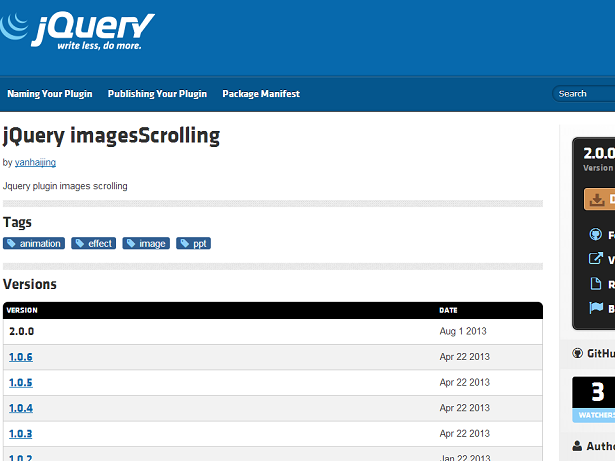 jQuery
write less, do more.
Naming Your Plugin Publishing Your Plugin Package Manifest Search
jQuery imagesScrolling
by yanhaijing
Jquery plugin images scrolling
Tags
animation effect image ppt
Versions
VERSION DATE
2.0.0 Aug 1 2013
1.0.6 Apr 22 2013
1.0.5 Apr 22 2013
1.0.4 Apr 22 2013
1.0.3 Apr 22 2013
1.0.2 Jan 22 2013
2.0.0
Version
3
WATCHERS